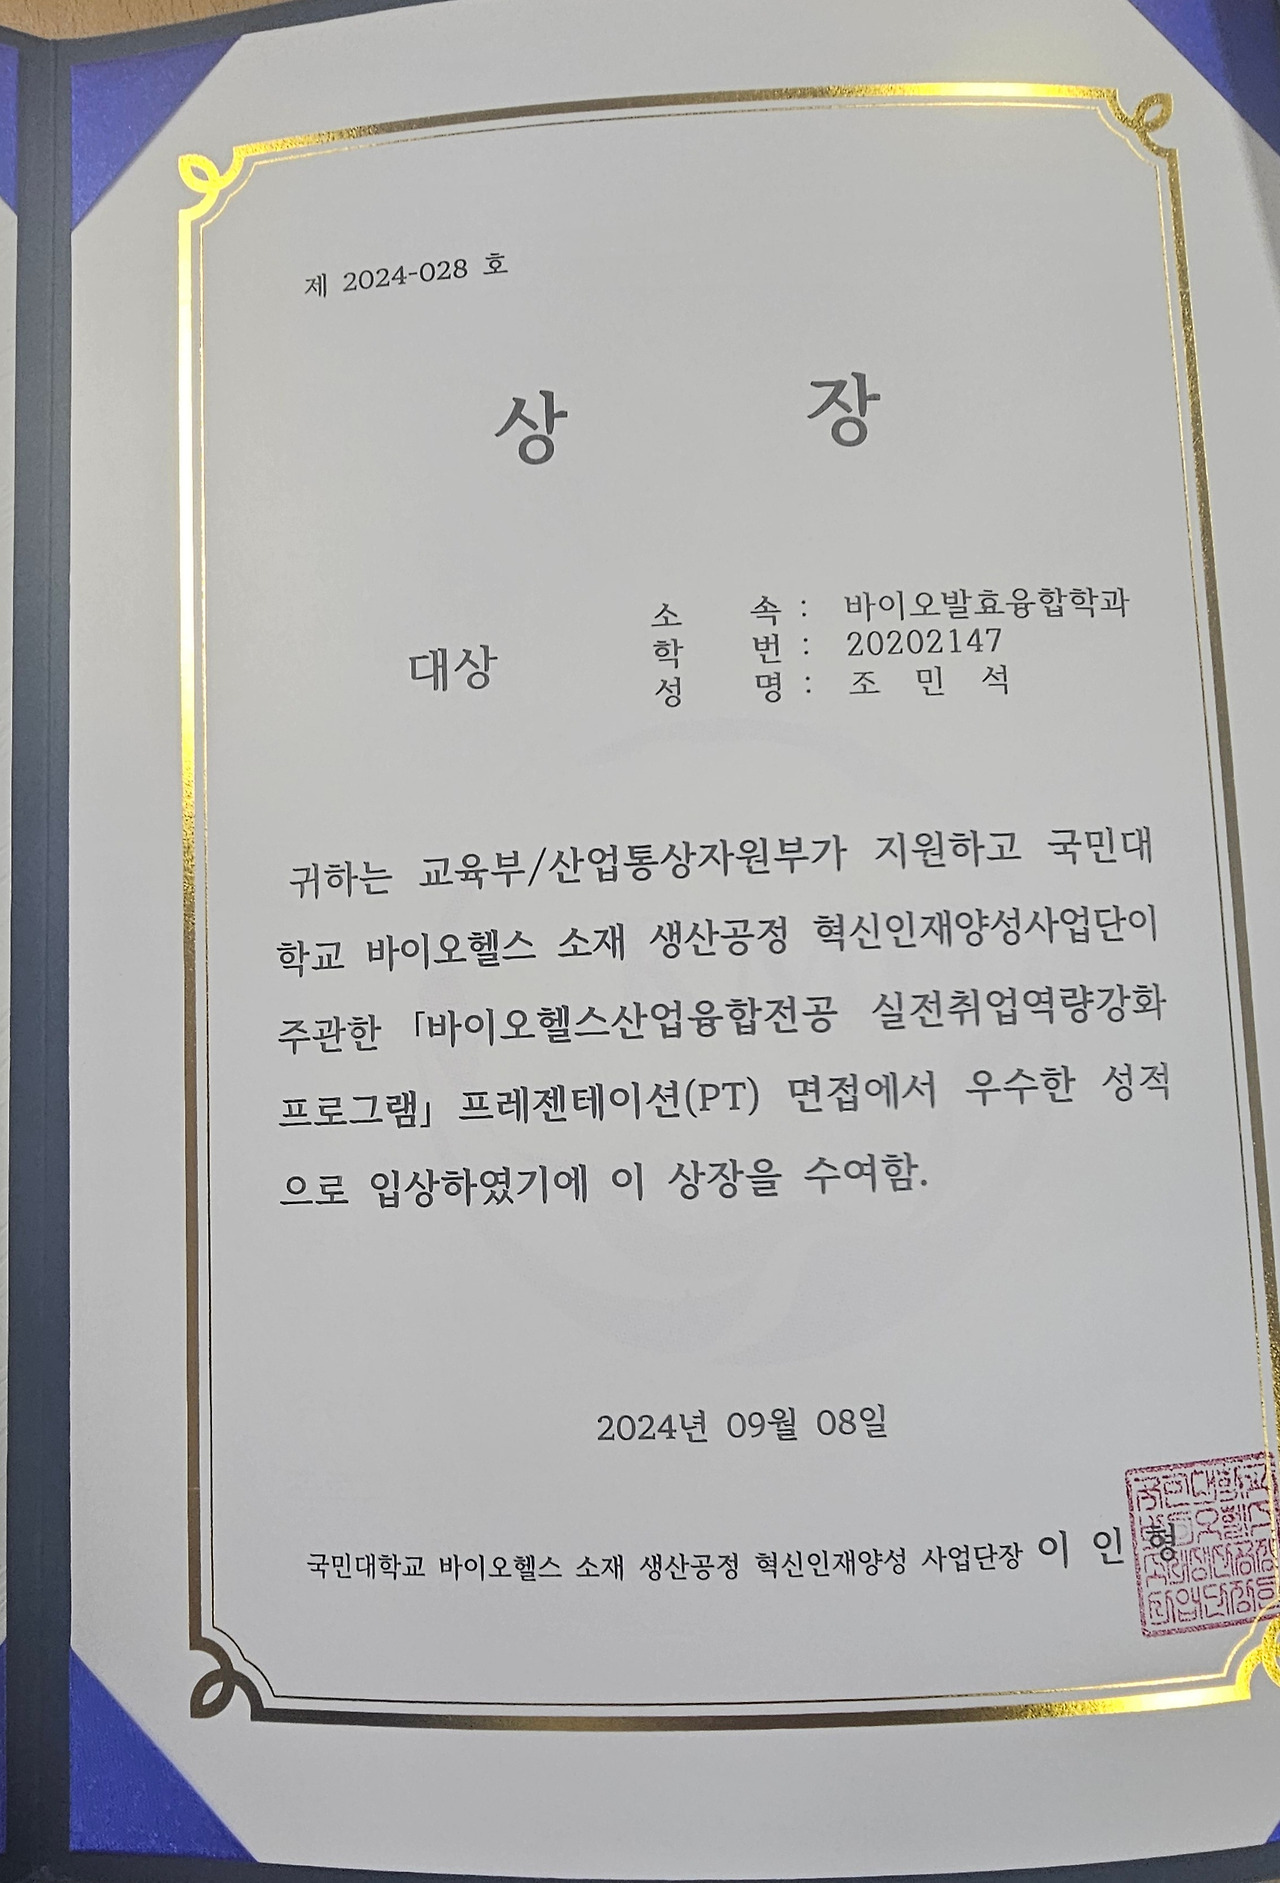 제 2024-028 호
상 장
대상
소 속 : 바이오발효융합학과
학 번 : 20202147
성 명 : 조 민 석
귀하는 교육부/산업통상자원부가 지원하고 국민대
학교 바이오헬스 소재 생산공정 혁신인재양성사업단이
주관한 「바이오헬스산업융합전공 실전취업역량강화
프로그램」 프레젠테이션(PT) 면접에서 우수한 성적
으로 입상하였기에 이 상장을 수여함.
2024년 09월 08일
국민대학교 바이오헬스 소재 생산공정 혁신인재양성 사업단장 이 인 형